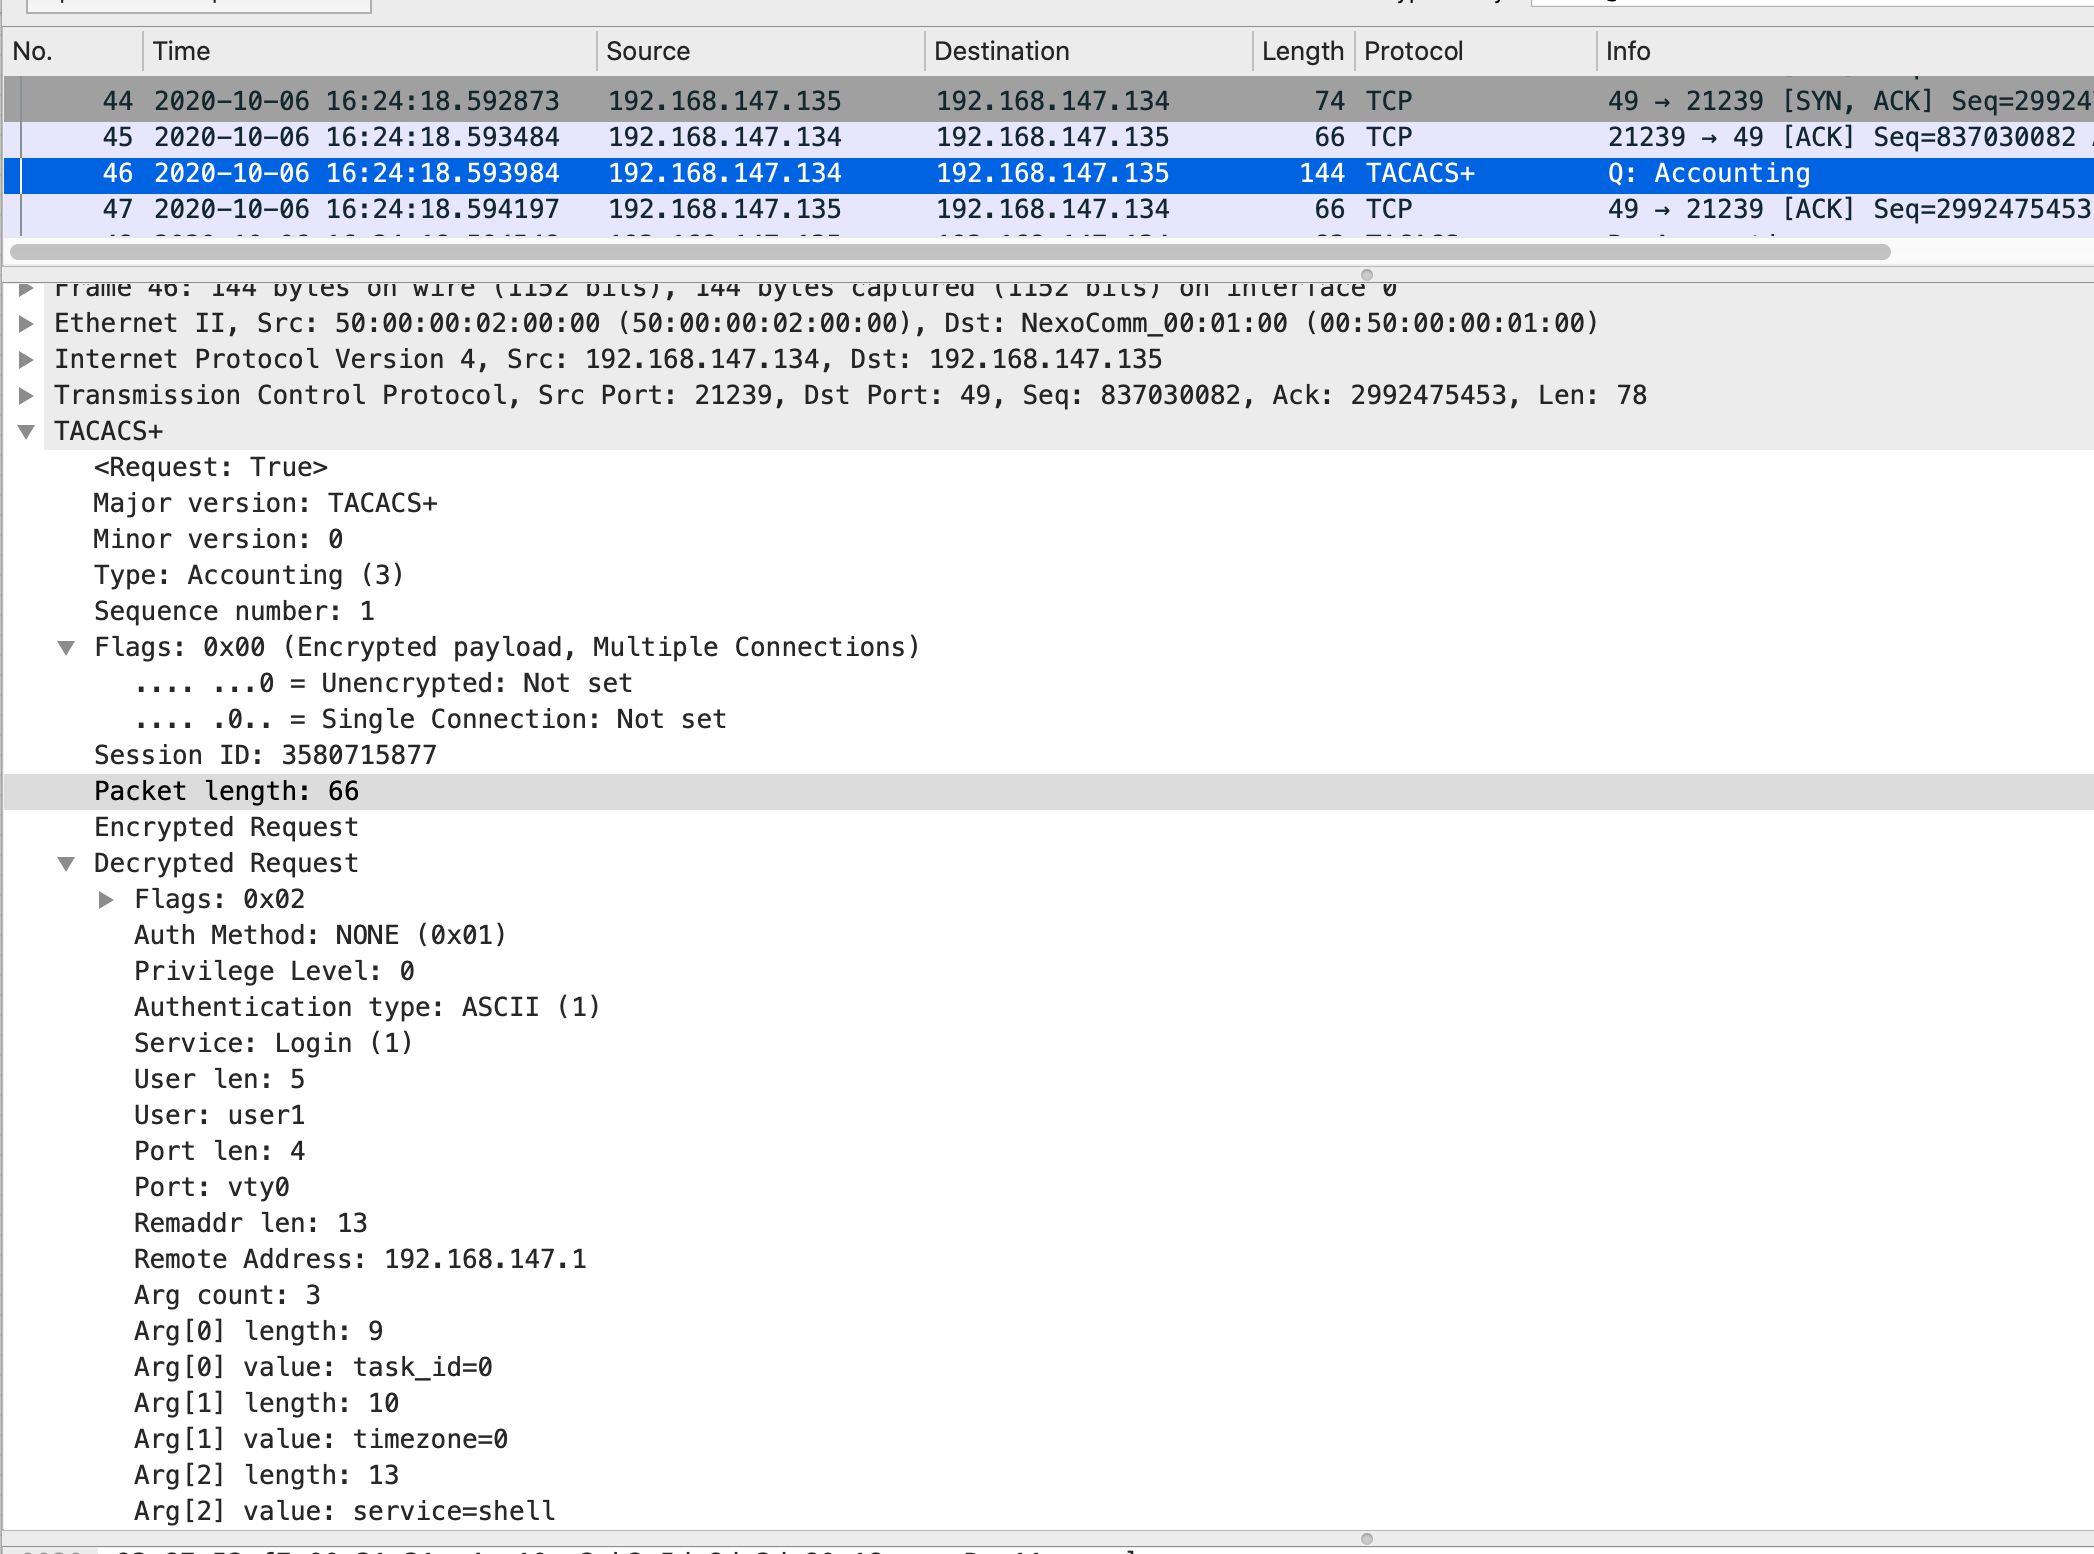 No. Time Source Destination Length Protocol Info
44 2020-10-06 16:24:18.592873 192.168.147.135 192.168.147.134 74 TCP 49 → 21239 [SYN, ACK] Seq=29924
45 2020-10-06 16:24:18.593484 192.168.147.134 192.168.147.135 66 TCP 21239 → 49 [ACK] Seq=837030082
46 2020-10-06 16:24:18.593984 192.168.147.134 192.168.147.135 144 TACACS+ Q: Accounting
47 2020-10-06 16:24:18.594197 192.168.147.135 192.168.147.134 66 TCP 49 → 21239 [ACK] Seq=2992475453
Frame 46: 144 bytes on wire (1152 bits), 144 bytes captured (1152 bits) on interface 0
Ethernet II, Src: 50:00:00:02:00:00 (50:00:00:02:00:00), Dst: NexoComm_00:01:00 (00:50:00:00:01:00)
Internet Protocol Version 4, Src: 192.168.147.134, Dst: 192.168.147.135
Transmission Control Protocol, Src Port: 21239, Dst Port: 49, Seq: 837030082, Ack: 2992475453, Len: 78
TACACS+
<Request: True>
Major version: TACACS+
Minor version: 0
Type: Accounting (3)
Sequence number: 1
Flags: 0x00 (Encrypted payload, Multiple Connections)
.... ...0 = Unencrypted: Not set
.... .0.. = Single Connection: Not set
Session ID: 3580715877
Packet length: 66
Encrypted Request
Decrypted Request
Flags: 0x02
Auth Method: NONE (0x01)
Privilege Level: 0
Authentication type: ASCII (1)
Service: Login (1)
User len: 5
User: user1
Port len: 4
Port: vty0
Remaddr len: 13
Remote Address: 192.168.147.1
Arg count: 3
Arg[0] length: 9
Arg[0] value: task_id=0
Arg[1] length: 10
Arg[1] value: timezone=0
Arg[2] length: 13
Arg[2] value: service=shell